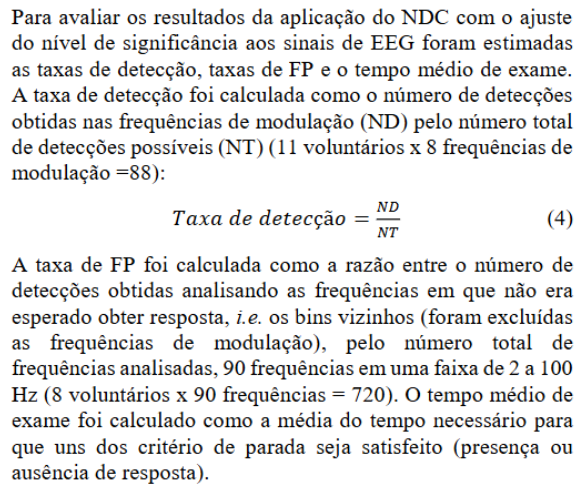 Para avaliar os resultados da aplicação do NDC com o ajuste
do nível de significância aos sinais de EEG foram estimadas
as taxas de detecção, taxas de FP e o tempo médio de exame.
A taxa de detecção foi calculada como o número de detecções
obtidas nas frequências de modulação (ND) pelo número total
de detecções possíveis (NT) (11 voluntários x 8 frequências de
modulação =88):
Taxa de detecção = ND/NT (4)
A taxa de FP foi calculada como a razão entre o número de
detecções obtidas analisando as frequências em que não era
esperado obter resposta, i.e. os bins vizinhos (foram excluídas
as frequências de modulação), pelo número total de
frequências analisadas, 90 frequências em uma faixa de 2 a 100
Hz (8 voluntários x 90 frequências = 720). O tempo médio de
exame foi calculado como a média do tempo necessário para
que uns dos critério de parada seja satisfeito (presença ou
ausência de resposta).